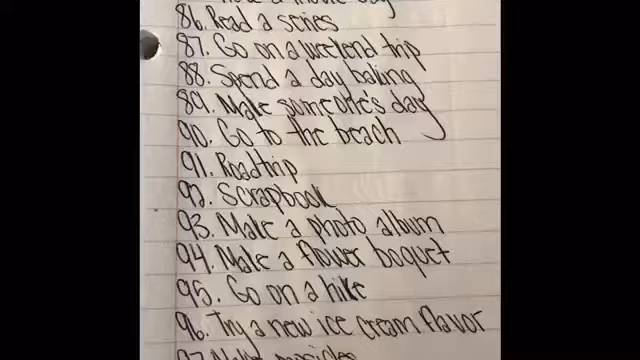 86. Read a series
87. Go on a weekend trip
88. Spend a day baking
89. Make someone's day
90. Go to the beach
91. Roadtrip
92. Scrapbook
93. Make a photo album
94. Make a flower boquet
95. Go on a hike
96. Try a new ice cream flavor
97.